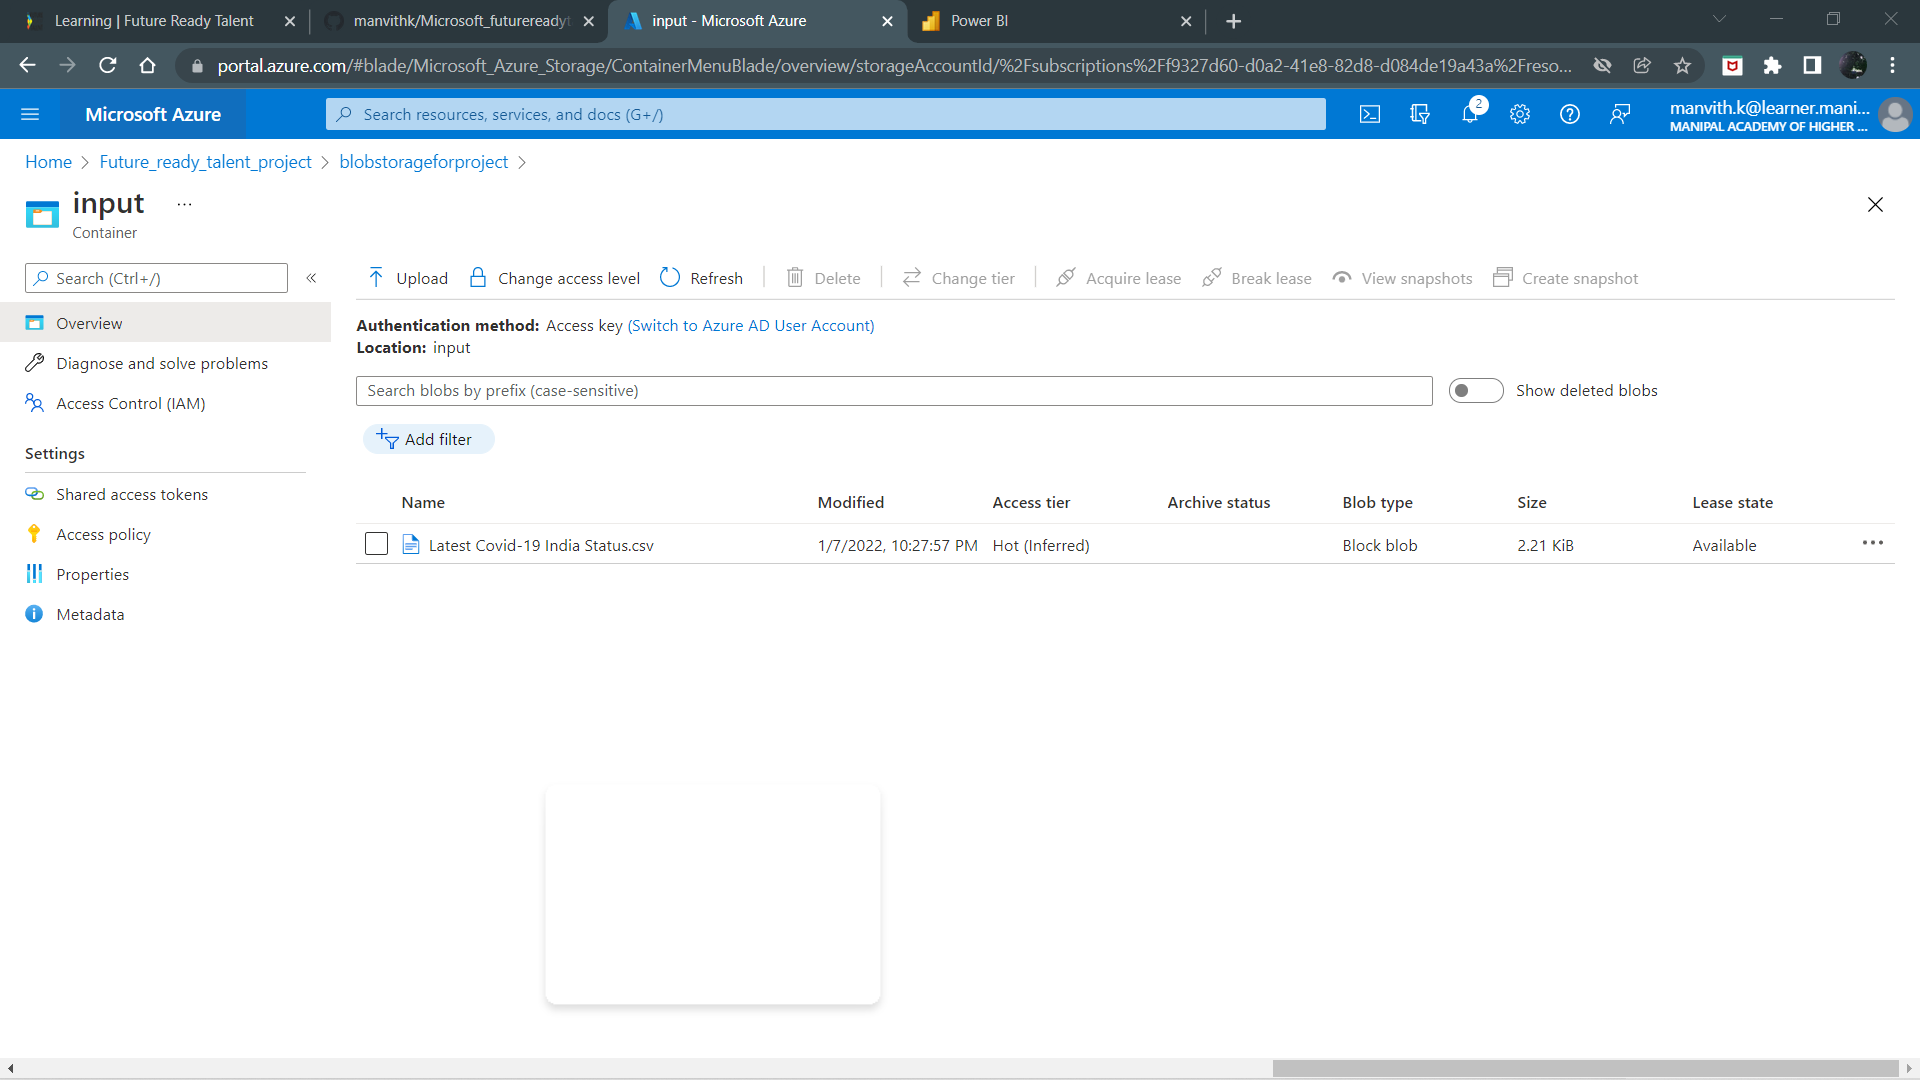 Learning | Future Ready Talent
manvithk/Microsoft_futureready
input - Microsoft Azure
Power BI
portal.azure.com/#blade/Microsoft_Azure_Storage/ContainerMenuBlade/overview/storageAccountId/%2Fsubscriptions%2Ff9327d60-d0a2-41e8-82d8-d084de19a43a%2Freso...
Microsoft Azure
Search resources, services, and docs (G+/)
2
manvith.k@learner.mani...
MANIPAL ACADEMY OF HIGHER ...
Home > Future_ready_talent_project > blobstorageforproject >
input ...
Container
Search (Ctrl+/) «
Upload Change access level Refresh Delete Change tier Acquire lease Break lease View snapshots Create snapshot
Overview
Diagnose and solve problems
Access Control (IAM)
Settings
Shared access tokens
Access policy
Properties
Metadata
Authentication method: Access key (Switch to Azure AD User Account)
Location: input
Search blobs by prefix (case-sensitive)
Show deleted blobs
Add filter
Name Modified Access tier Archive status Blob type Size Lease state
Latest Covid-19 India Status.csv 1/7/2022, 10:27:57 PM Hot (Inferred) Block blob 2.21 KiB Available ...